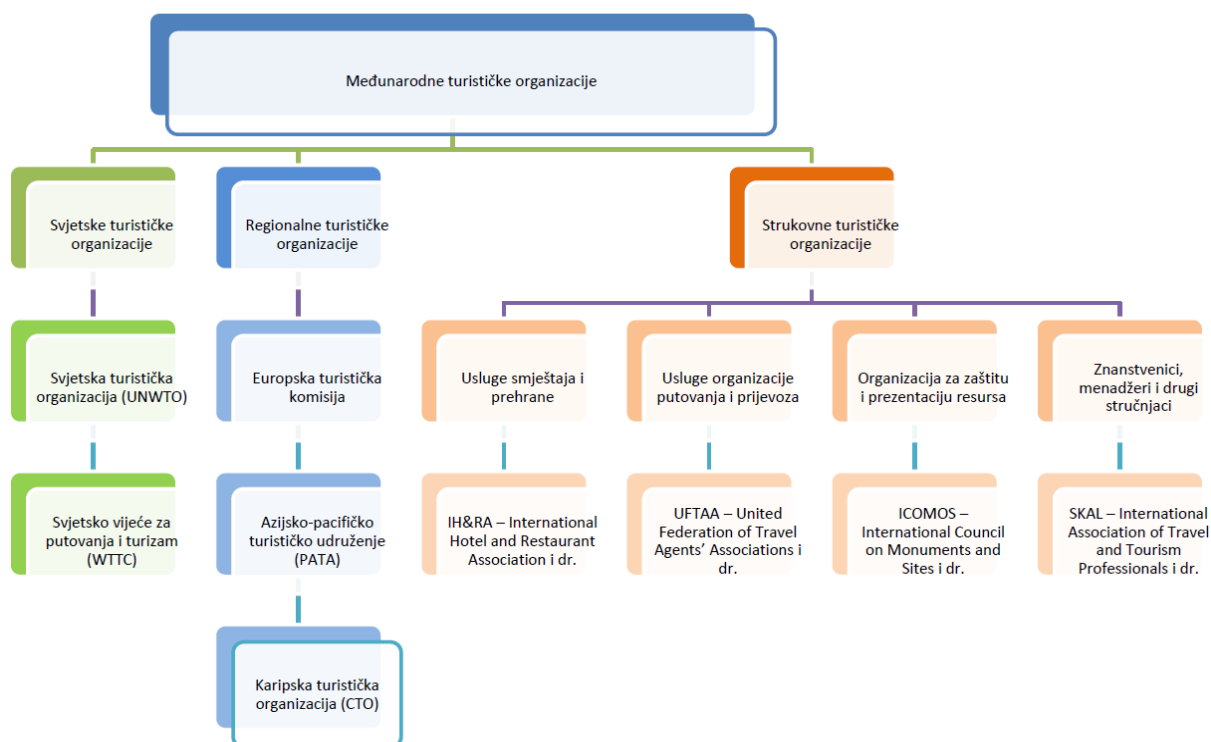 Međunarodne turističke organizacije
Svjetske turističke
organizacije
Regionalne turističke
organizacije
Strukovne turističke
organizacije
Svjetska turistička
organizacija (UNWTO)
Europska turistička
komisija
Usluge smještaja i
prehrane
Usluge organizacije
putovanja i prijevoza
Organizacija za zaštitu
i prezentaciju resursa
Znanstvenici,
menadžeri i drugi
stručnjaci
Svjetsko vijeće za
putovanja i turizam
(WTTC)
Azijsko-pacifičko
turističko udruženje
(PATA)
IH&RA – International
Hotel and Restaurant
Association i dr.
UFTAA – United
Federation of Travel
Agents’ Associations i
dr.
ICOMOS –
International Council
on Monuments and
Sites i dr.
SKAL – International
Association of Travel
and Tourism
Professionals i dr.
Karipska turistička
organizacija (CTO)